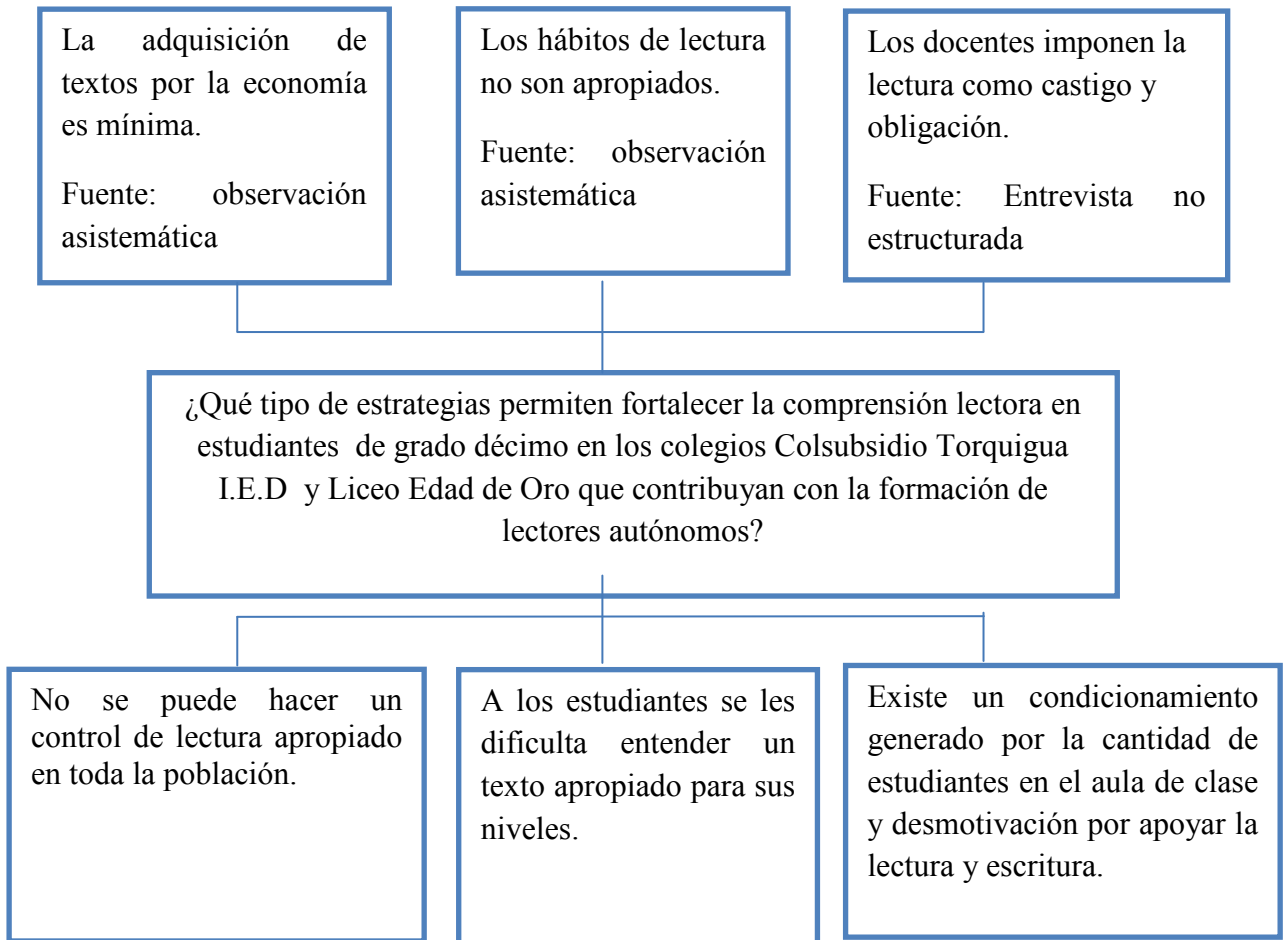 La adquisición de
textos por la economía
es mínima.
Fuente: observación
asistemática
Los hábitos de lectura
no son apropiados.
Fuente: observación
asistemática
Los docentes imponen la
lectura como castigo y
obligación.
Fuente: Entrevista no
estructurada
¿Qué tipo de estrategias permiten fortalecer la comprensión lectora en
estudiantes de grado décimo en los colegios Colsubsidio Torquigua
I.E.D y Liceo Edad de Oro que contribuyan con la formación de
lectores autónomos?
No se puede hacer un
control de lectura apropiado
en toda la población.
A los estudiantes se les
dificulta entender un
texto apropiado para sus
niveles.
Existe un condicionamiento
generado por la cantidad de
estudiantes en el aula de clase
y desmotivación por apoyar la
lectura y escritura.